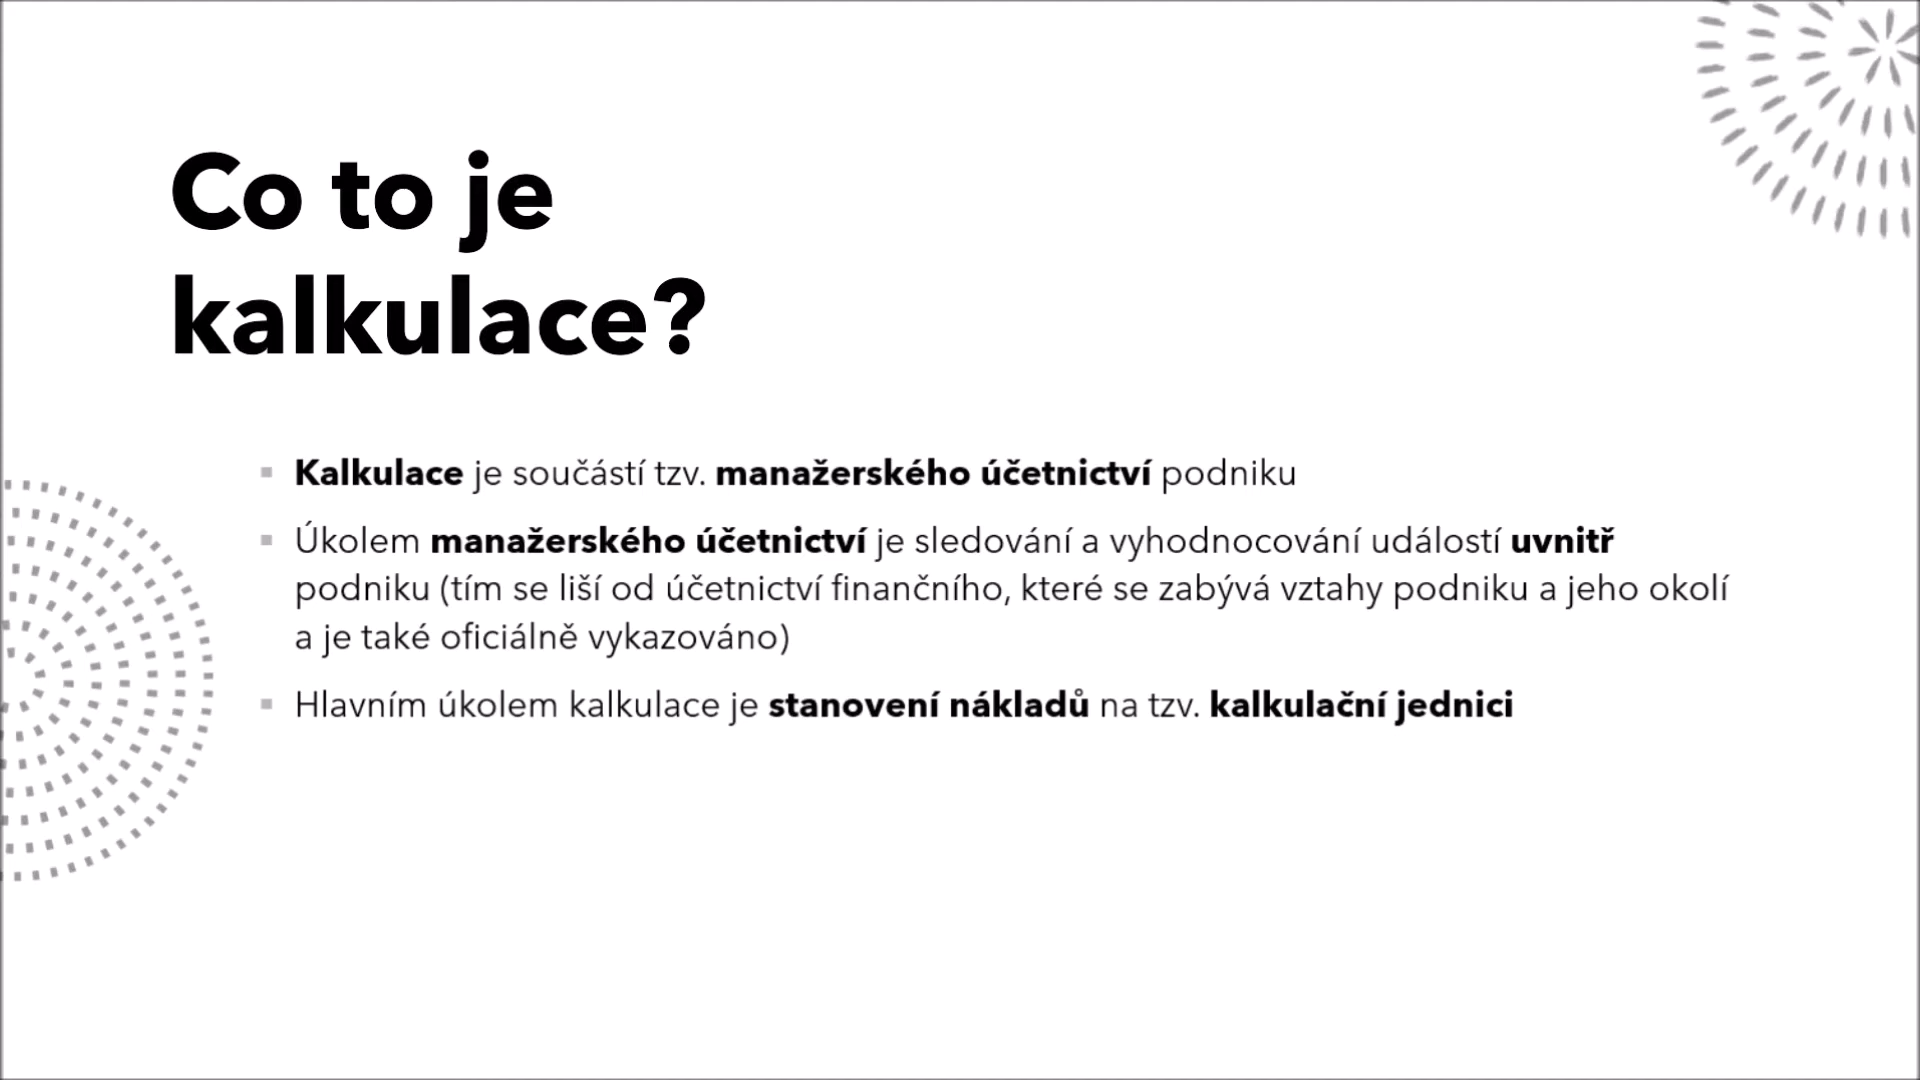 Co to je
kalkulace?
Kalkulace je součástí tzv. manažerského účetnictví podniku
Úkolem manažerského účetnictví je sledování a vyhodnocování událostí uvnitř
podniku (tím se liší od účetnictví finančního, které se zabývá vztahy podniku a jeho okolí
a je také oficiálně vykazováno)
Hlavním úkolem kalkulace je stanovení nákladů na tzv. kalkulační jednici